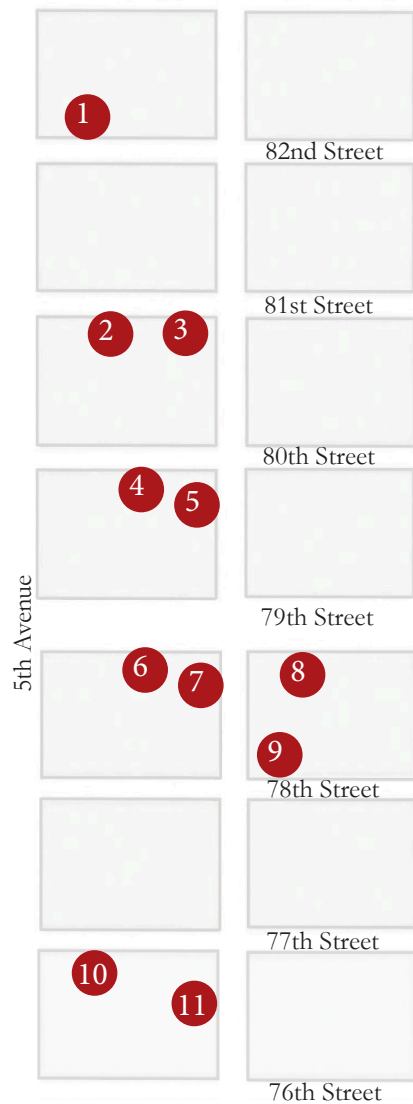 1
82nd Street
81st Street
2
3
80th Street
4
5
79th Street
5th Avenue
6
7
8
9
78th Street
77th Street
10
11
76th Street